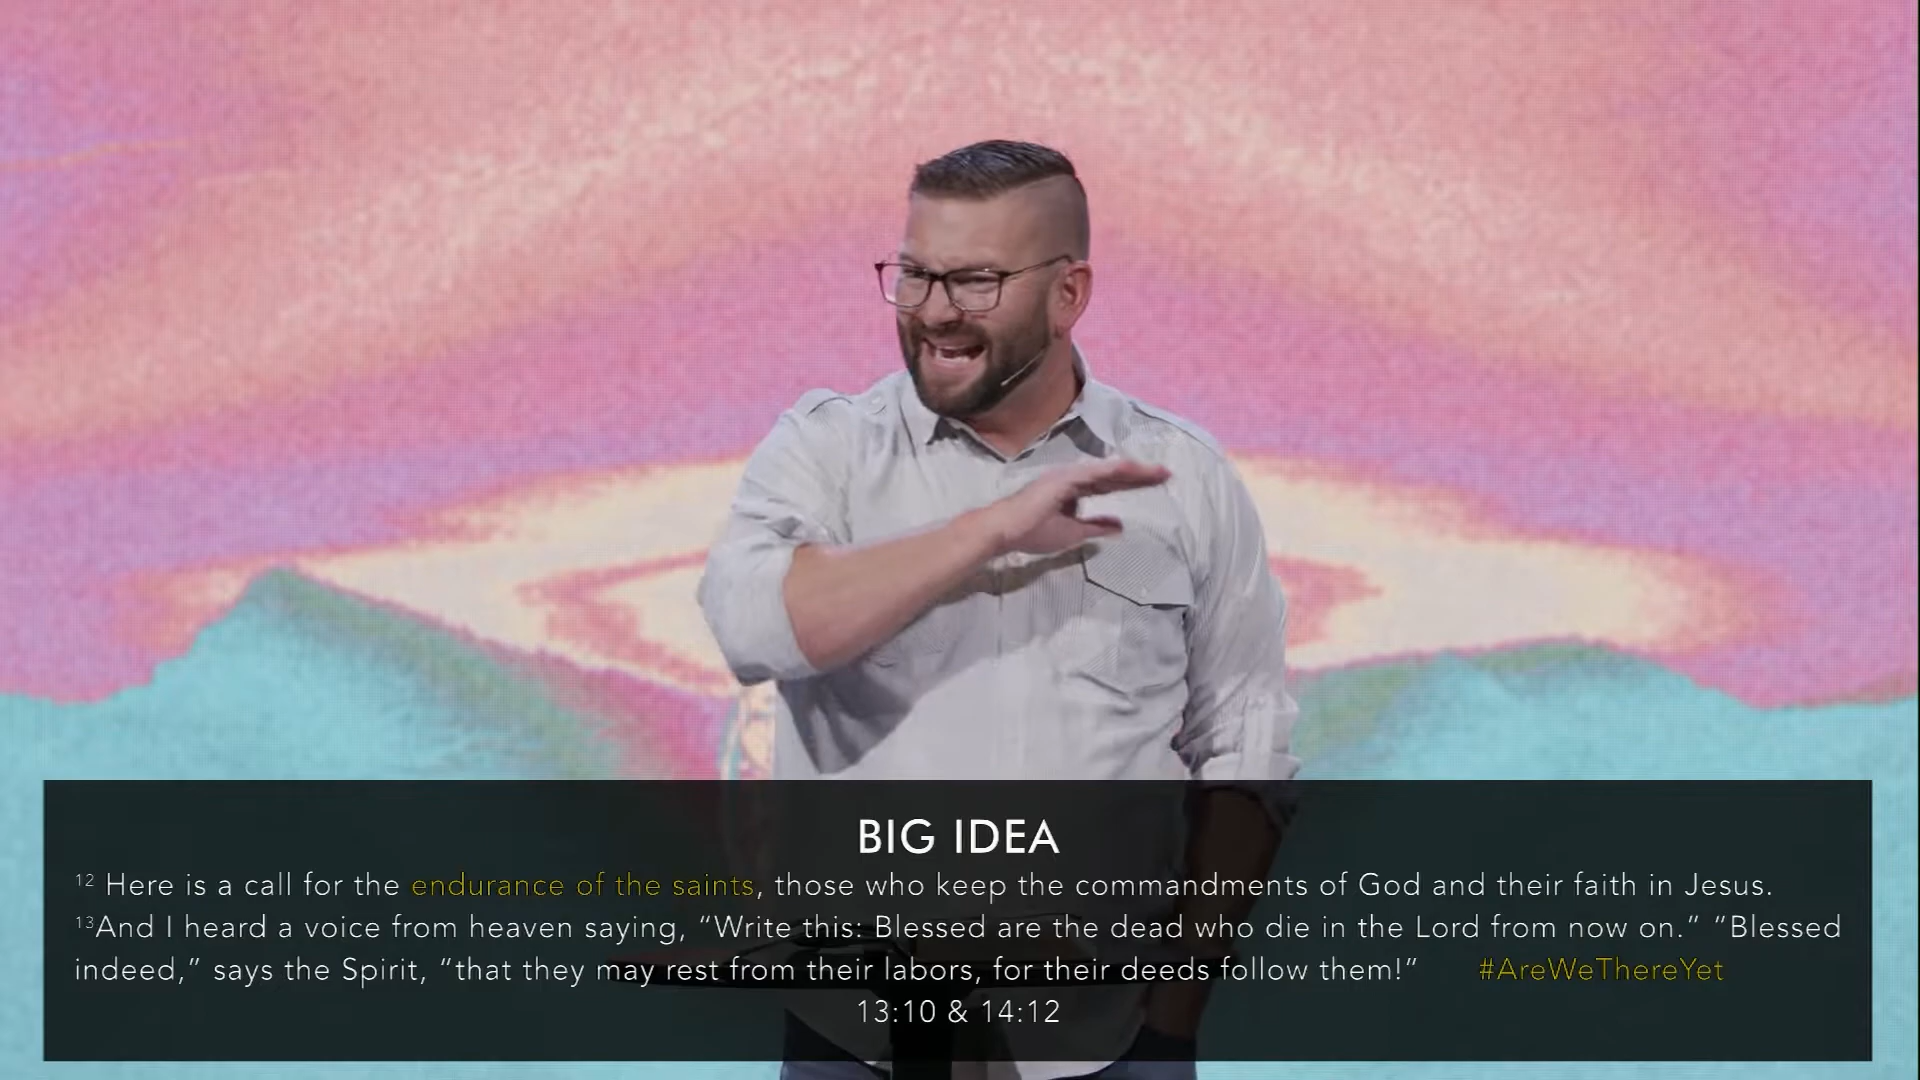 BIG IDEA
¹² Here is a call for the endurance of the saints, those who keep the commandments of God and their faith in Jesus.
¹³And I heard a voice from heaven saying, “Write this: Blessed are the dead who die in the Lord from now on.” “Blessed
indeed,” says the Spirit, “that they may rest from their labors, for their deeds follow them!” #AreWeThereYet
13:10 & 14:12